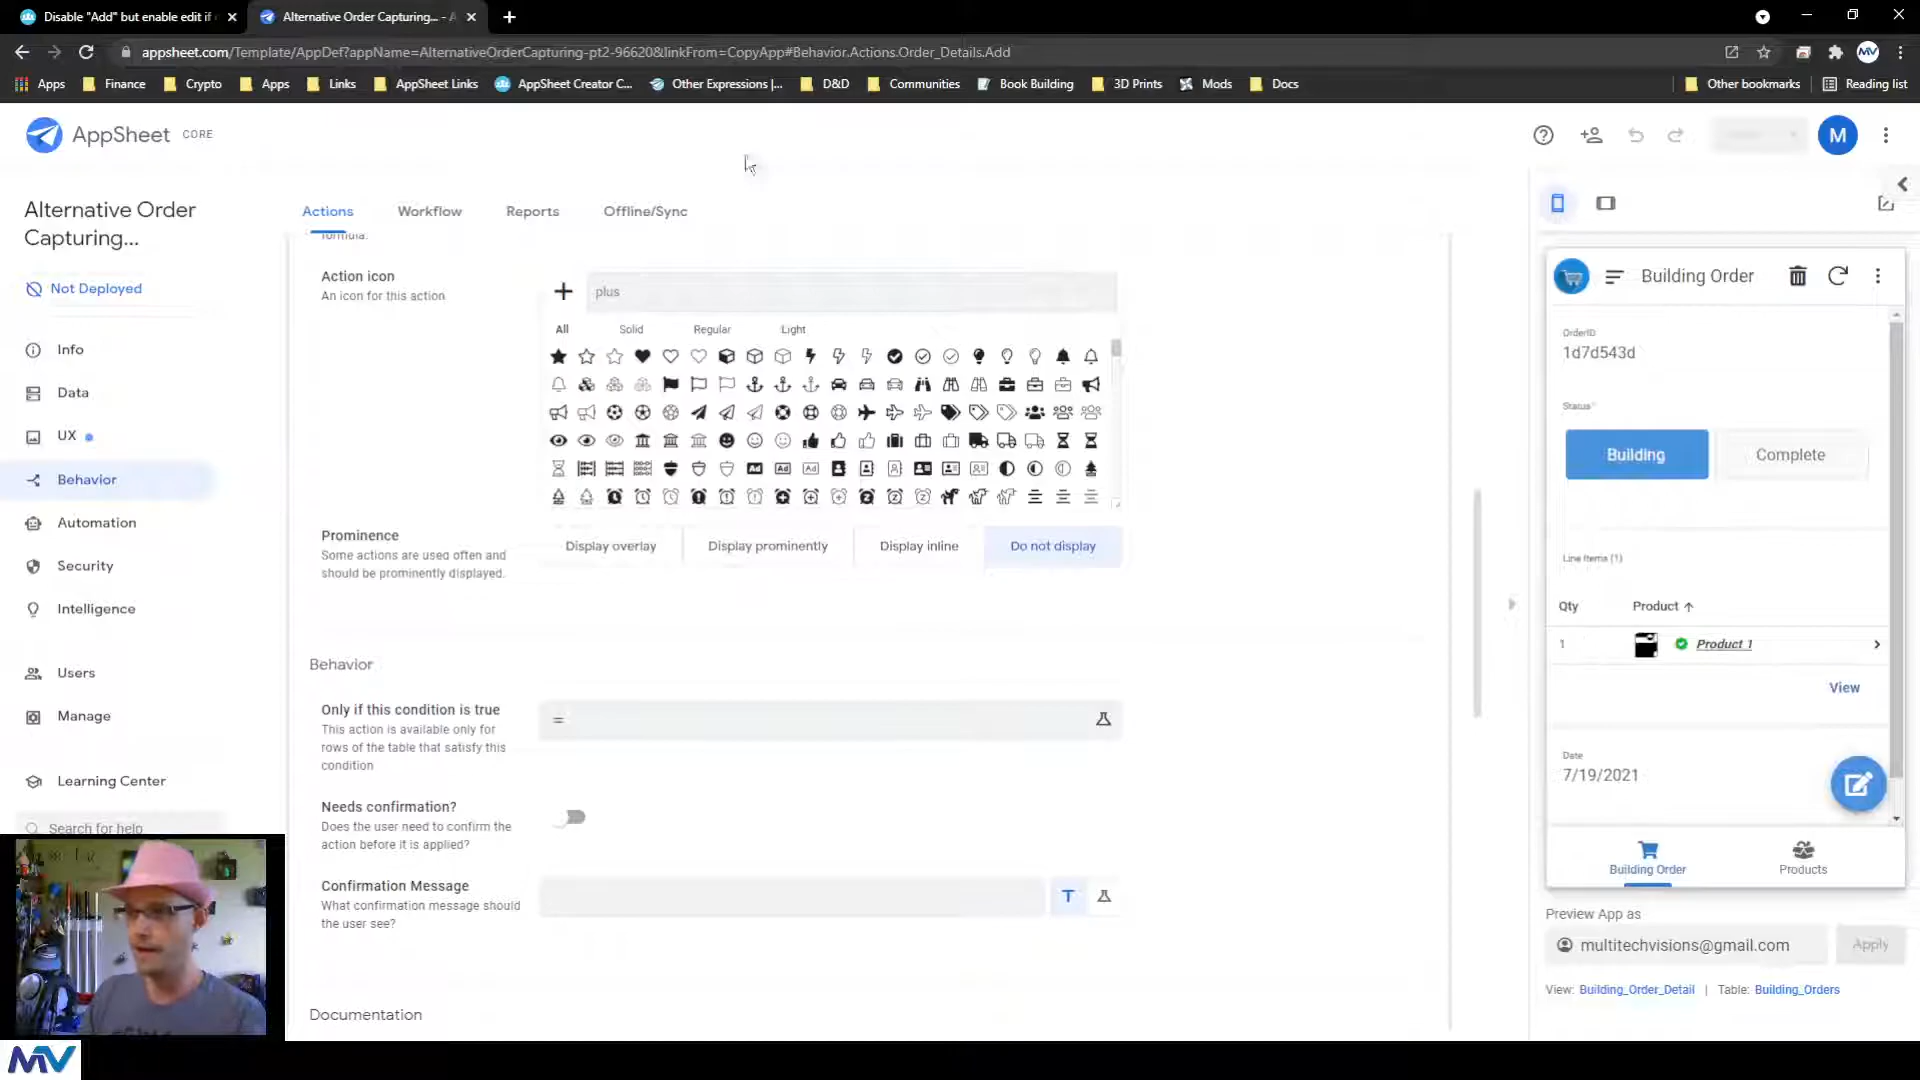 Disable "Add" but enable edit if
Alternative Order Capturing... - A
appsheet.com/Template/AppDef?appName=AlternativeOrderCapturing-pt2-96620&linkFrom=CopyApp#Behavior.Actions.Order_Details.Add
MV
Apps Finance Crypto Apps Links AppSheet Links AppSheet Creator C... Other Expressions |... D&D Communities Book Building 3D Prints Mods Docs Other bookmarks Reading list
AppSheet CORE
M
Alternative Order
Capturing...
Not Deployed
Info
Data
UX
Behavior
Automation
Security
Intelligence
Users
Manage
Learning Center
Search for help
Actions Workflow Reports Offline/Sync
formula.
Action icon
An icon for this action
plus
All Solid Regular Light
Prominence
Some actions are used often and
should be prominently displayed.
Display overlay Display prominently Display inline Do not display
Behavior
Only if this condition is true
This action is available only for
rows of the table that satisfy this
condition
=
Needs confirmation?
Does the user need to confirm the
action before it is applied?
Confirmation Message
What confirmation message should
the user see?
T
Documentation
Building Order
OrderID
1d7d543d
Status*
Building Complete
Line Items (1)
Qty Product
1 Product 1
View
Date
7/19/2021
Building Order Products
Preview App as
multitechvisions@gmail.com Apply
View: Building_Order_Detail | Table: Building_Orders
MV